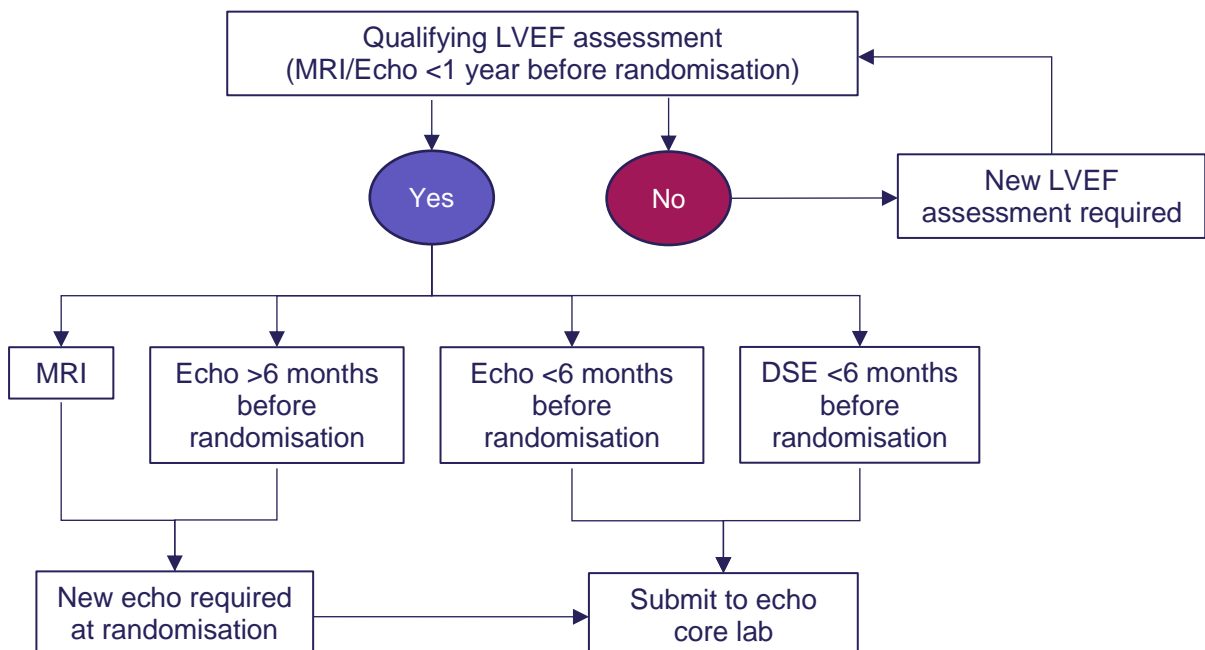 Qualifying LVEF assessment
(MRI/Echo <1 year before randomisation)
Yes
No
New LVEF
assessment required
MRI
Echo >6 months
before
randomisation
Echo <6 months
before
randomisation
DSE <6 months
before
randomisation
New echo required
at randomisation
Submit to echo
core lab